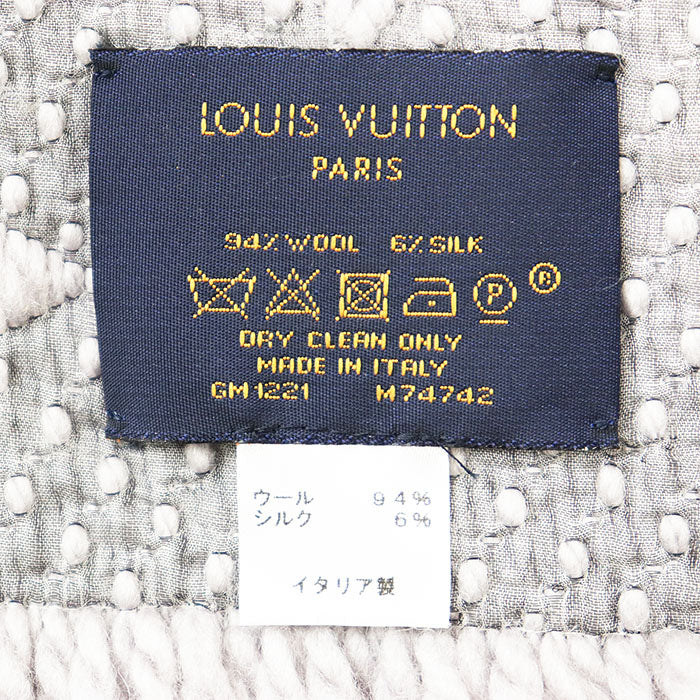 LOUIS VUITTON
PARIS
94% WOOL 6% SILK
P ®
DRY CLEAN ONLY
MADE IN ITALY
GM1221 M74742
ウール 94%
シルク 6%
イタリア製